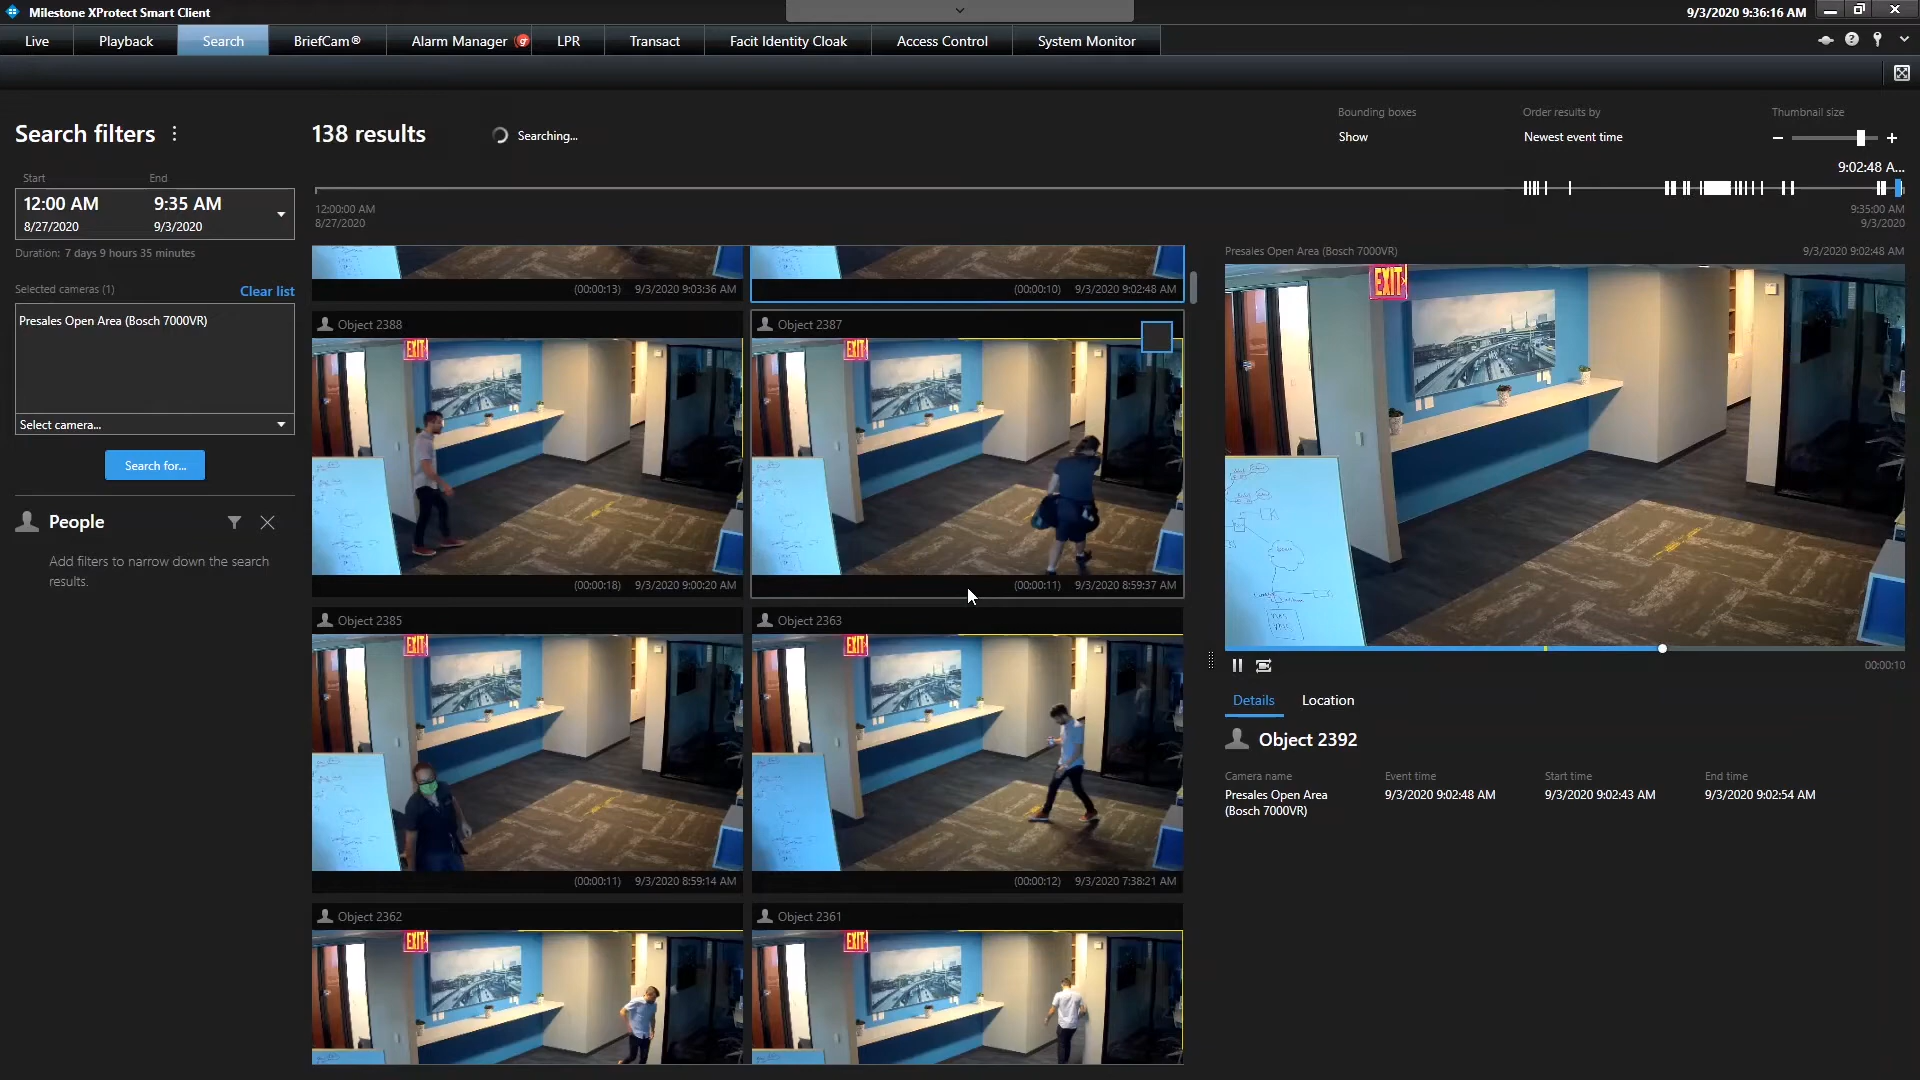 Milestone XProtect Smart Client
9/3/2020 9:36:16 AM
Live
Playback
Search
BriefCam®
Alarm Manager
LPR
Transact
Facit Identity Cloak
Access Control
System Monitor
Search filters
138 results
Searching...
Bounding boxes
Show
Order results by
Newest event time
Thumbnail size
9:02:48 A...
Start
End
12:00 AM
8/27/2020
9:35 AM
9/3/2020
Duration: 7 days 9 hours 35 minutes
12:00:00 AM
8/27/2020
9:35:00 AM
9/3/2020
Selected cameras (1)
Clear list
Presales Open Area (Bosch 7000VR)
Select camera...
Search for...
People
Add filters to narrow down the search
results.
(00:00:13) 9/3/2020 9:03:36 AM
(00:00:10) 9/3/2020 9:02:48 AM
Object 2388
EXIT
(00:00:18) 9/3/2020 9:00:20 AM
Object 2387
EXIT
(00:00:11) 9/3/2020 8:59:37 AM
Object 2385
EXIT
(00:00:11) 9/3/2020 8:59:14 AM
Object 2363
EXIT
(00:00:12) 9/3/2020 7:38:21 AM
Object 2362
EXIT
Object 2361
EXIT
Presales Open Area (Bosch 7000VR)
9/3/2020 9:02:48 AM
EXIT
00:00:10
Details
Location
Object 2392
Camera name
Presales Open Area
(Bosch 7000VR)
Event time
9/3/2020 9:02:48 AM
Start time
9/3/2020 9:02:43 AM
End time
9/3/2020 9:02:54 AM